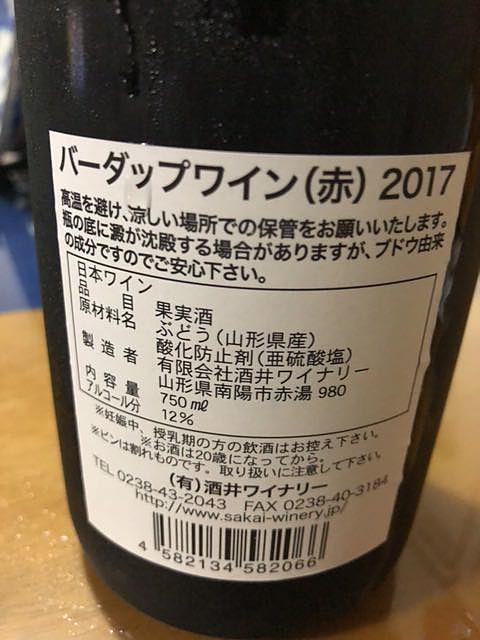 バーダップワイン(赤) 2017
高温を避け、涼しい場所での保管をお願いいたします。
瓶の底に澱が沈殿する場合がありますが、ブドウ由来
の成分ですのでご安心下さい。
日本ワイン
品目 果実酒
原材料名 ぶどう(山形県産)
酸化防止剤(亜硫酸塩)
製造者 有限会社酒井ワイナリー
山形県南陽市赤湯 980
内容量 750㎖
アルコール分 12%
※妊娠中、授乳期の方の飲酒はお控え下さい。
※お酒は20歳になってから。
※ビンは割れものです。取り扱いに注意して下さい。
(有)酒井ワイナリー
TEL 0238-43-2043 FAX 0238-40-3184
http://www.sakai-winery.jp/
4 582134 582066